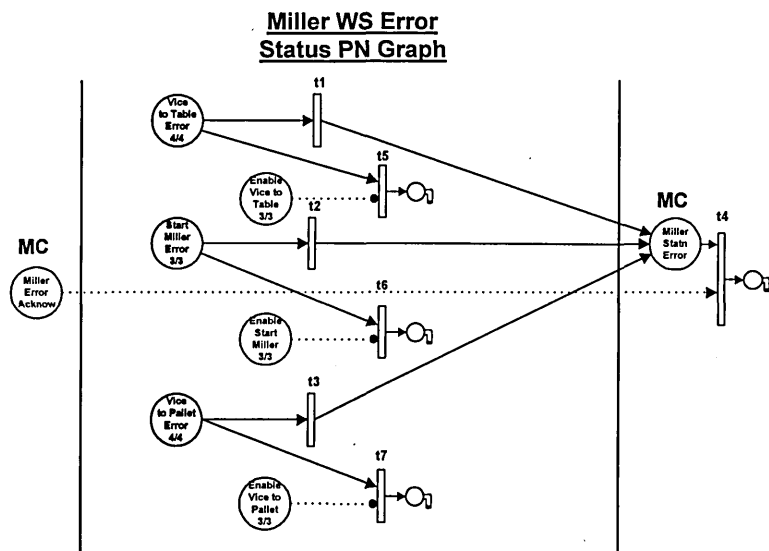 Miller WS Error
Status PN Graph
t1
Vice
to Table
Error
4/4
t5
Enable
Vice to
Table
3/3
t2
MC
t4
Start
Miller
Error
3/3
Miller
Statn
Error
MC
Miller
Error
Acknow
t6
Enable
Start
Miller
3/3
t3
Vice
to Pallet
Error
4/4
t7
Enable
Vice to
Pallet
3/3